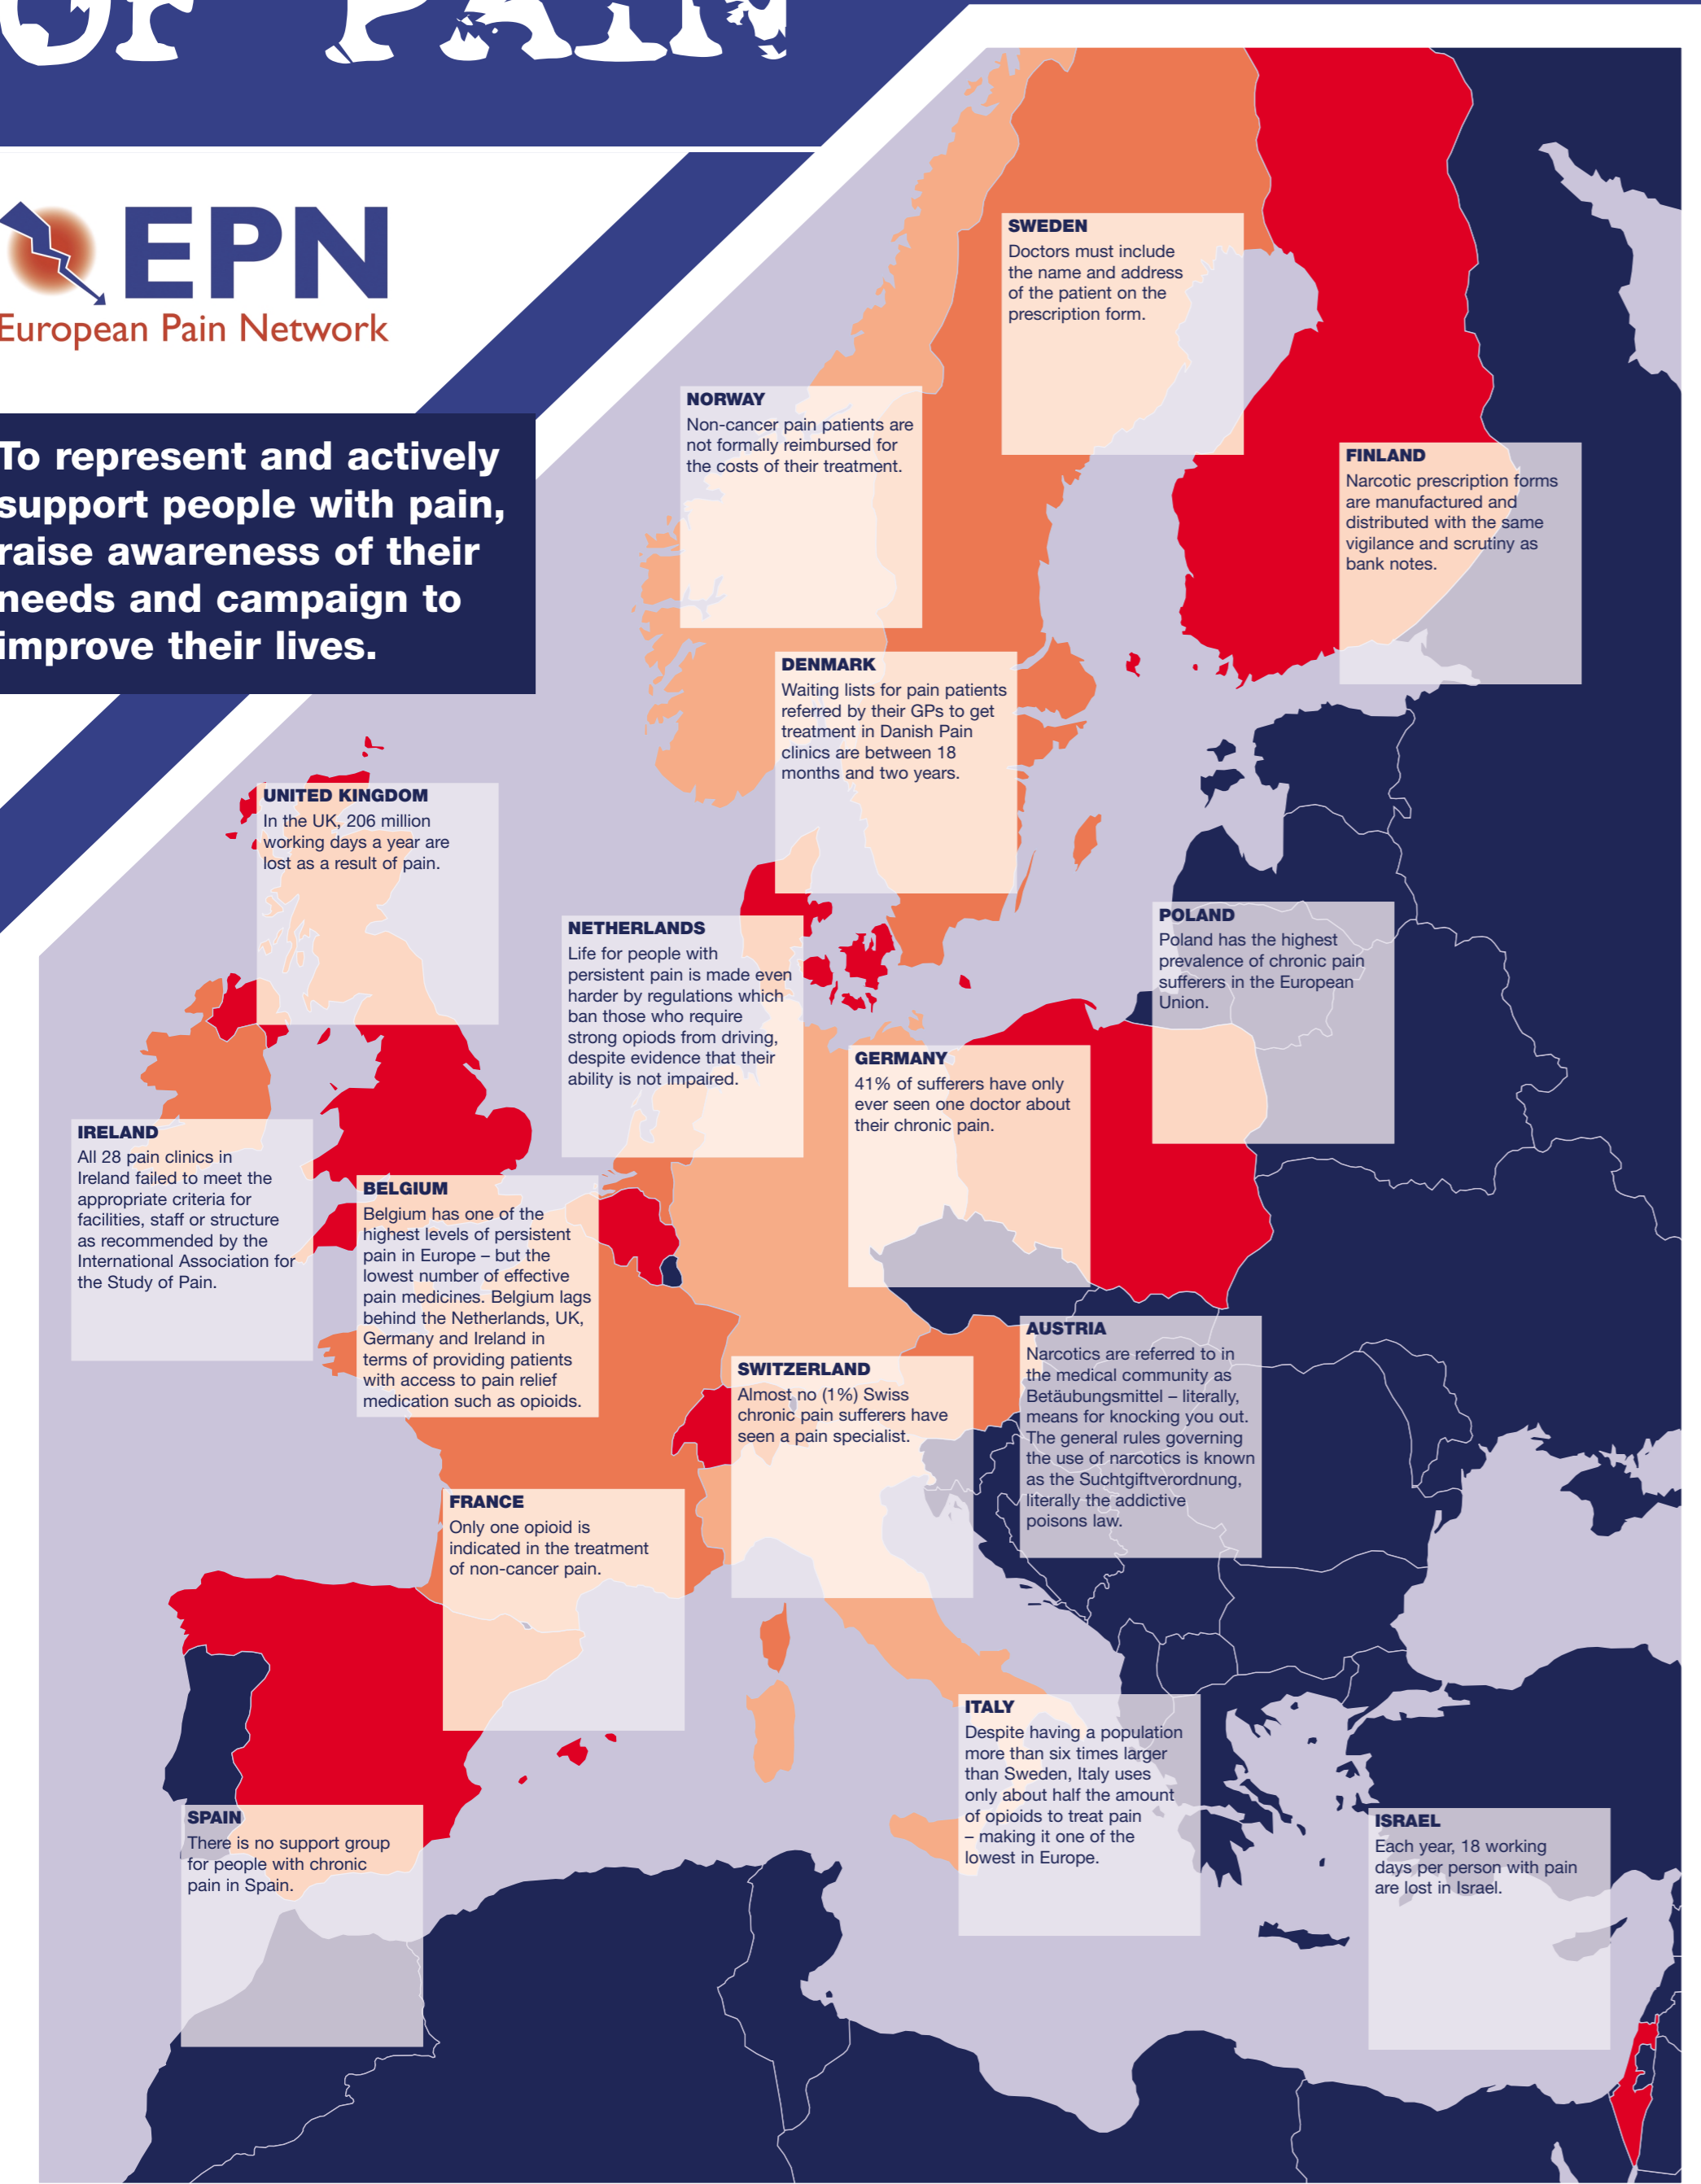 OF PAIN
EPN
European Pain Network
To represent and actively
support people with pain,
raise awareness of their
needs and campaign to
improve their lives.
SWEDEN
Doctors must include
the name and address
of the patient on the
prescription form.
NORWAY
Non-cancer pain patients are
not formally reimbursed for
the costs of their treatment.
FINLAND
Narcotic prescription forms
are manufactured and
distributed with the same
vigilance and scrutiny as
bank notes.
DENMARK
Waiting lists for pain patients
referred by their GPs to get
treatment in Danish Pain
clinics are between 18
months and two years.
UNITED KINGDOM
In the UK, 206 million
working days a year are
lost as a result of pain.
NETHERLANDS
Life for people with
persistent pain is made even
harder by regulations which
ban those who require
strong opiods from driving,
despite evidence that their
ability is not impaired.
POLAND
Poland has the highest
prevalence of chronic pain
sufferers in the European
Union.
GERMANY
41% of sufferers have only
ever seen one doctor about
their chronic pain.
IRELAND
All 28 pain clinics in
Ireland failed to meet the
appropriate criteria for
facilities, staff or structure
as recommended by the
International Association for
the Study of Pain.
BELGIUM
Belgium has one of the
highest levels of persistent
pain in Europe – but the
lowest number of effective
pain medicines. Belgium lags
behind the Netherlands, UK,
Germany and Ireland in
terms of providing patients
with access to pain relief
medication such as opioids.
AUSTRIA
Narcotics are referred to in
the medical community as
Betäubungsmittel – literally,
means for knocking you out.
The general rules governing
the use of narcotics is known
as the Suchtgiftverordnung,
literally the addictive
poisons law.
SWITZERLAND
Almost no (1%) Swiss
chronic pain sufferers have
seen a pain specialist.
FRANCE
Only one opioid is
indicated in the treatment
of non-cancer pain.
ITALY
Despite having a population
more than six times larger
than Sweden, Italy uses
only about half the amount
of opioids to treat pain
– making it one of the
lowest in Europe.
SPAIN
There is no support group
for people with chronic
pain in Spain.
ISRAEL
Each year, 18 working
days per person with pain
are lost in Israel.